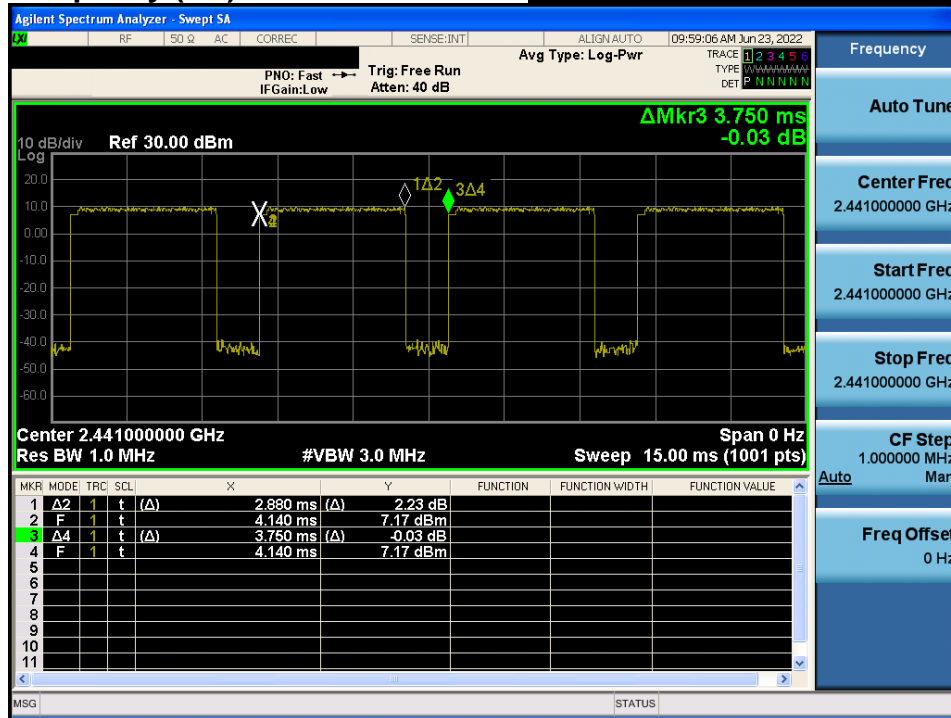 Agilent Spectrum Analyzer - Swept SA
LXI RF 50 Ω AC CORREC SENSE:INT ALIGN AUTO 09:59:06 AM Jun 23, 2022
Avg Type: Log-Pwr TRACE 1 2 3 4 5 6
PNO: Fast Trig: Free Run TYPE WWWWWW
IFGain:Low Atten: 40 dB DET P N N N N N
ΔMkr3 3.750 ms
-0.03 dB
10 dB/div Ref 30.00 dBm
Log
20.0
10.0
0.00
-10.0
-20.0
-30.0
-40.0
-50.0
-60.0
1Δ2 3Δ4
Center 2.441000000 GHz Span 0 Hz
Res BW 1.0 MHz #VBW 3.0 MHz Sweep 15.00 ms (1001 pts)
MKR MODE TRC SCL X Y FUNCTION FUNCTION WIDTH FUNCTION VALUE
1 Δ2 1 t (Δ) 2.880 ms (Δ) 2.23 dB
2 F 1 t 4.140 ms 7.17 dBm
3 Δ4 1 t (Δ) 3.750 ms (Δ) -0.03 dB
4 F 1 t 4.140 ms 7.17 dBm
5
6
7
8
9
10
11
MSG STATUS
Frequency
Auto Tune
Center Freq
2.441000000 GHz
Start Freq
2.441000000 GHz
Stop Freq
2.441000000 GHz
CF Step
1.000000 MHz
Auto Man
Freq Offset
0 Hz